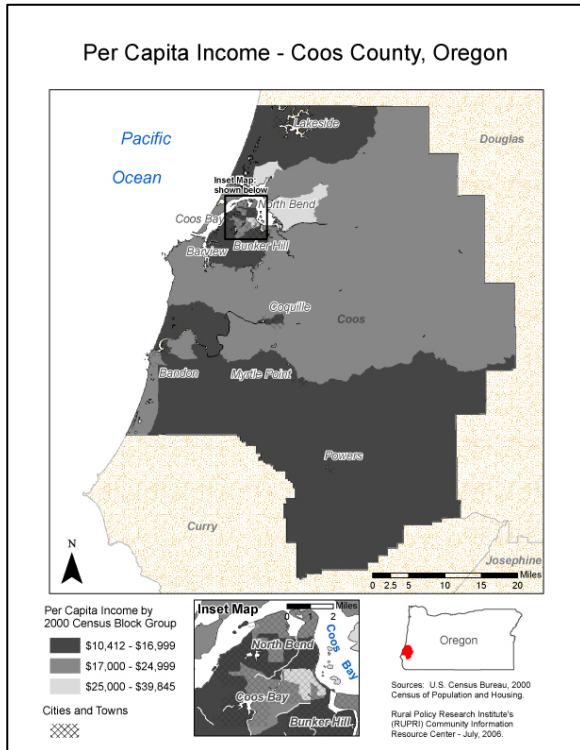 Per Capita Income - Coos County, Oregon
Pacific
Ocean
Lakeside
Douglas
Inset Map:
shown below
North Bend
Coos Bay
Bunker Hill
Barview
Coquille
Coos
Bandon
Myrtle Point
Powers
Curry
Josephine
N
Miles
0 2.5 5 10 15 20
Per Capita Income by
2000 Census Block Group
$10,412 - $16,999
$17,000 - $24,999
$25,000 - $39,845
Cities and Towns
Inset Map
Miles
0 1 2
North Bend
Coos Bay
Coos Bay
Bunker Hill
Oregon
Sources: U.S. Census Bureau, 2000
Census of Population and Housing.
Rural Policy Research Institute's
(RUPRI) Community Information
Resource Center - July, 2006.